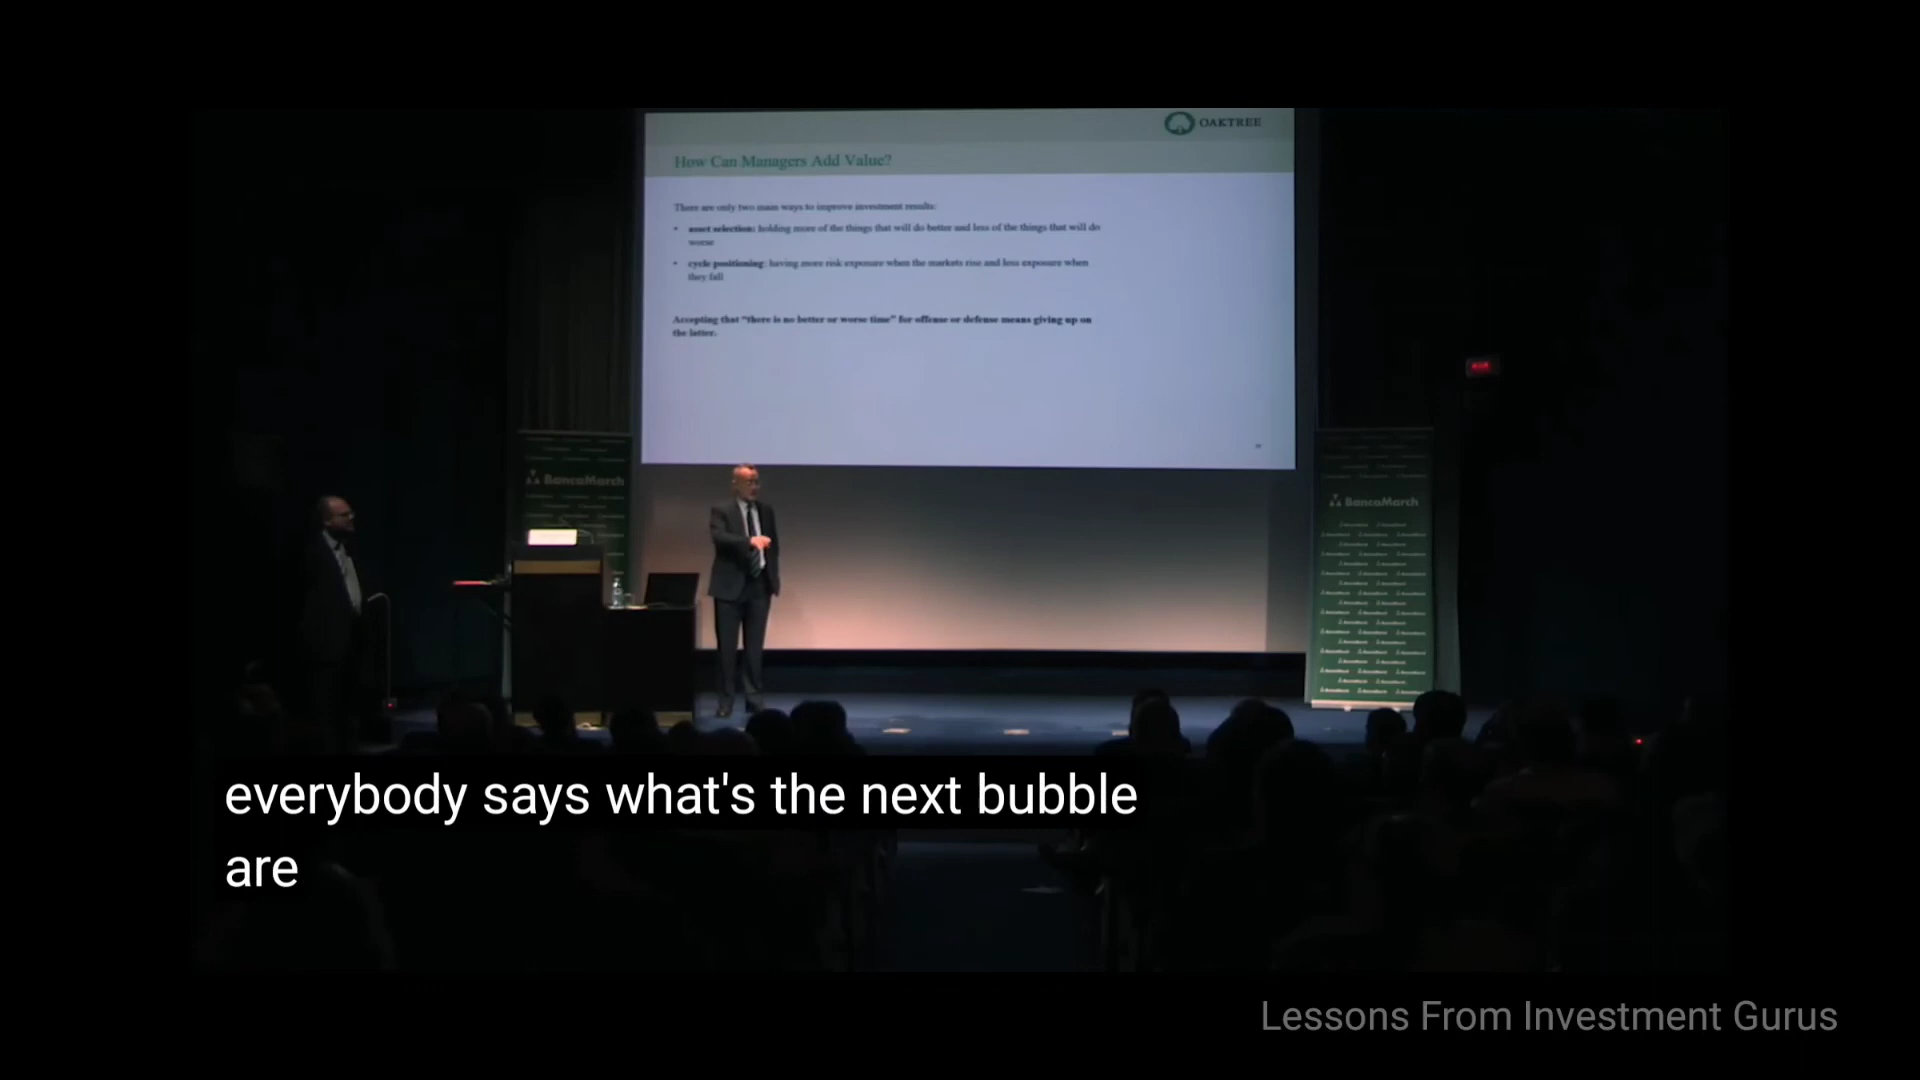 OAKTREE
How Can Managers Add Value?
There are only two main ways to improve investment results:
• asset selection: holding more of the things that will do better and less of the things that will do
worse
• cycle positioning: having more risk exposure when the markets rise and less exposure when
they fall
Accepting that "there is no better or worse time" for offense or defense means giving up on
the latter.
BancaMarch
BancaMarch
everybody says what's the next bubble
are
Lessons From Investment Gurus